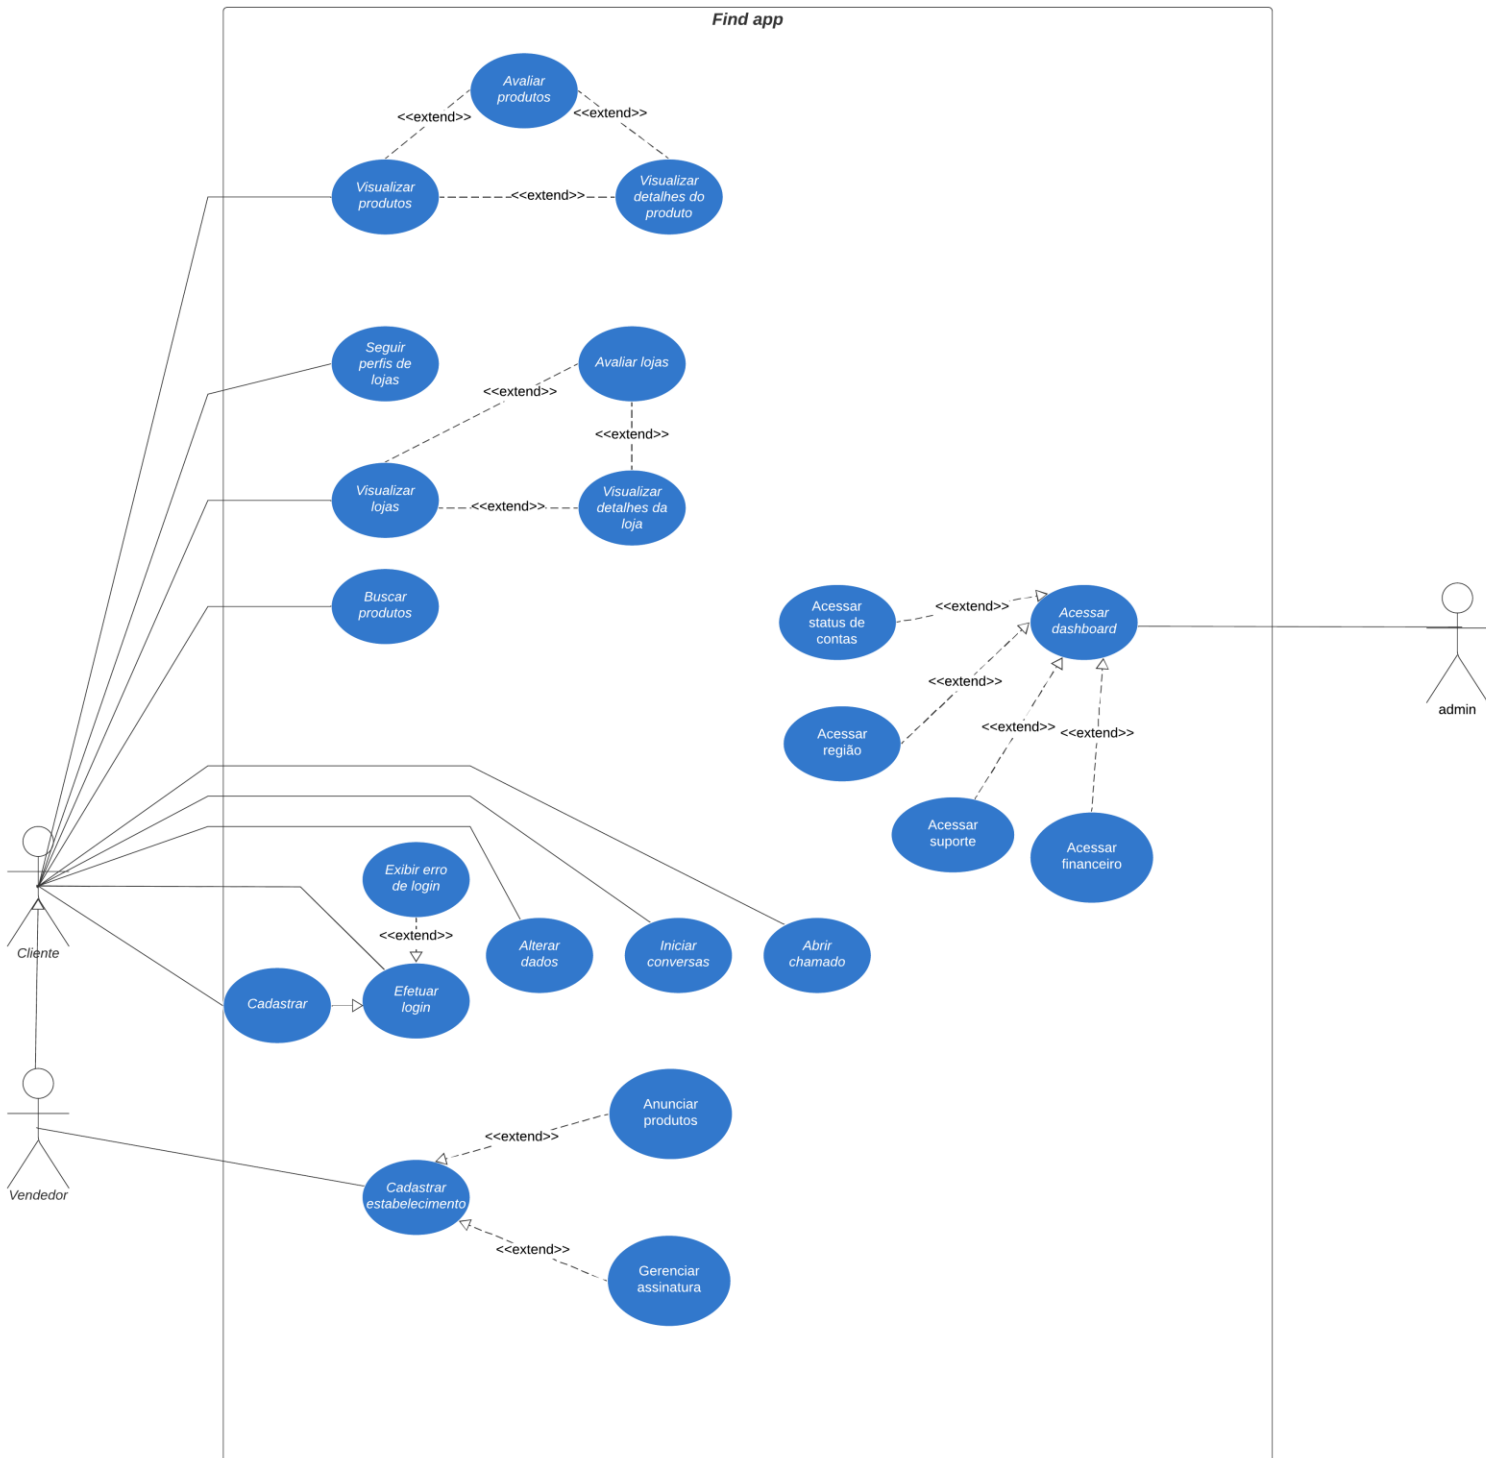 Find app
Avaliar
produtos
<<extend>>
<<extend>>
Visualizar
produtos
<<extend>>
Visualizar
detalhes do
produto
Seguir
perfis de
lojas
Avaliar lojas
<<extend>>
<<extend>>
Visualizar
lojas
<<extend>>
Visualizar
detalhes da
loja
Buscar
produtos
Acessar
status de
contas
<<extend>>
Acessar
dashboard
<<extend>>
admin
Acessar
região
<<extend>>
<<extend>>
Acessar
suporte
Acessar
financeiro
Exibir erro
de login
<<extend>>
Cliente
Alterar
dados
Iniciar
conversas
Abrir
chamado
Cadastrar
Efetuar
login
Anunciar
produtos
<<extend>>
Vendedor
Cadastrar
estabelecimento
<<extend>>
Gerenciar
assinatura